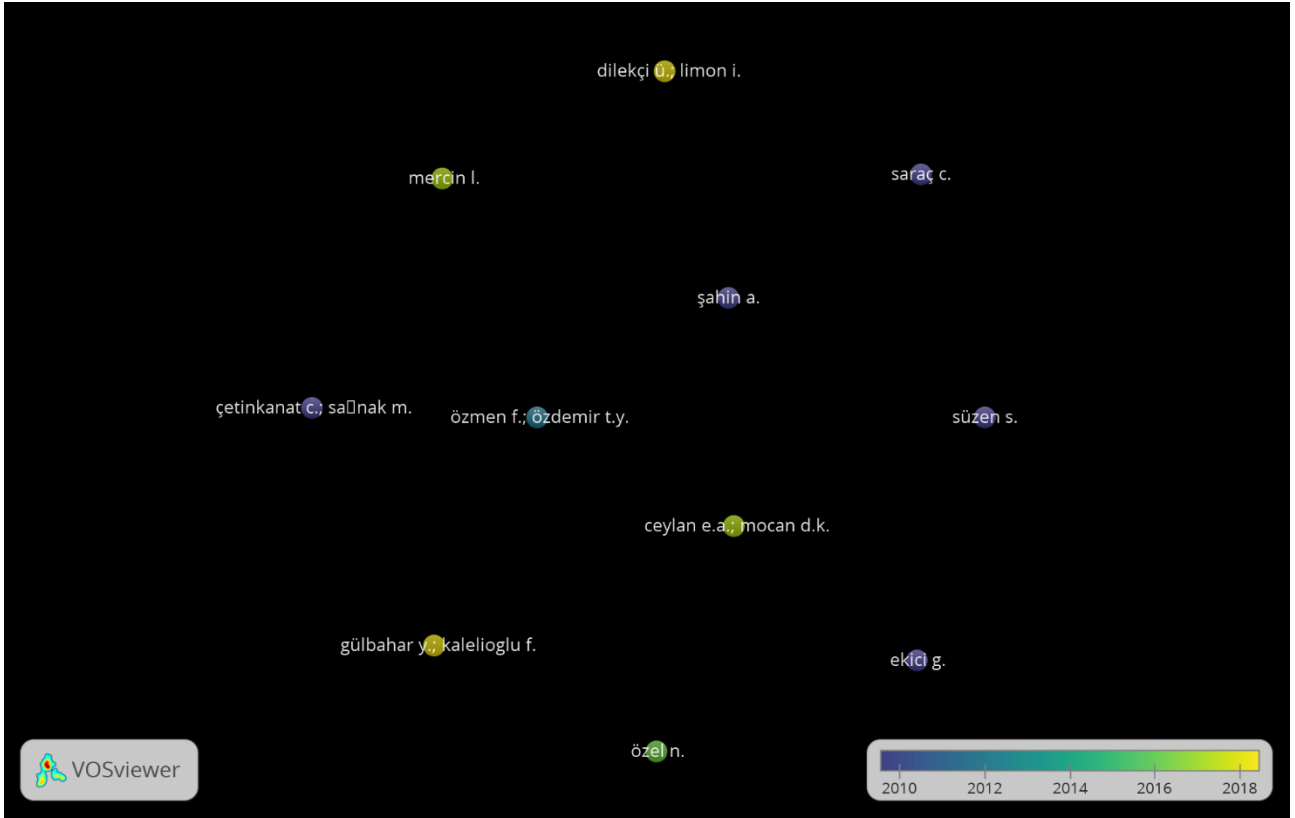 dilekçi ü.; limon i.
mercin l.
saraç c.
şahin a.
çetinkanat c.; sa▯nak m.
özmen f.; özdemir t.y.
süzen s.
ceylan e.a.; mocan d.k.
gülbahar y.; kalelioglu f.
ekici g.
özel n.
VOSviewer
2010 2012 2014 2016 2018